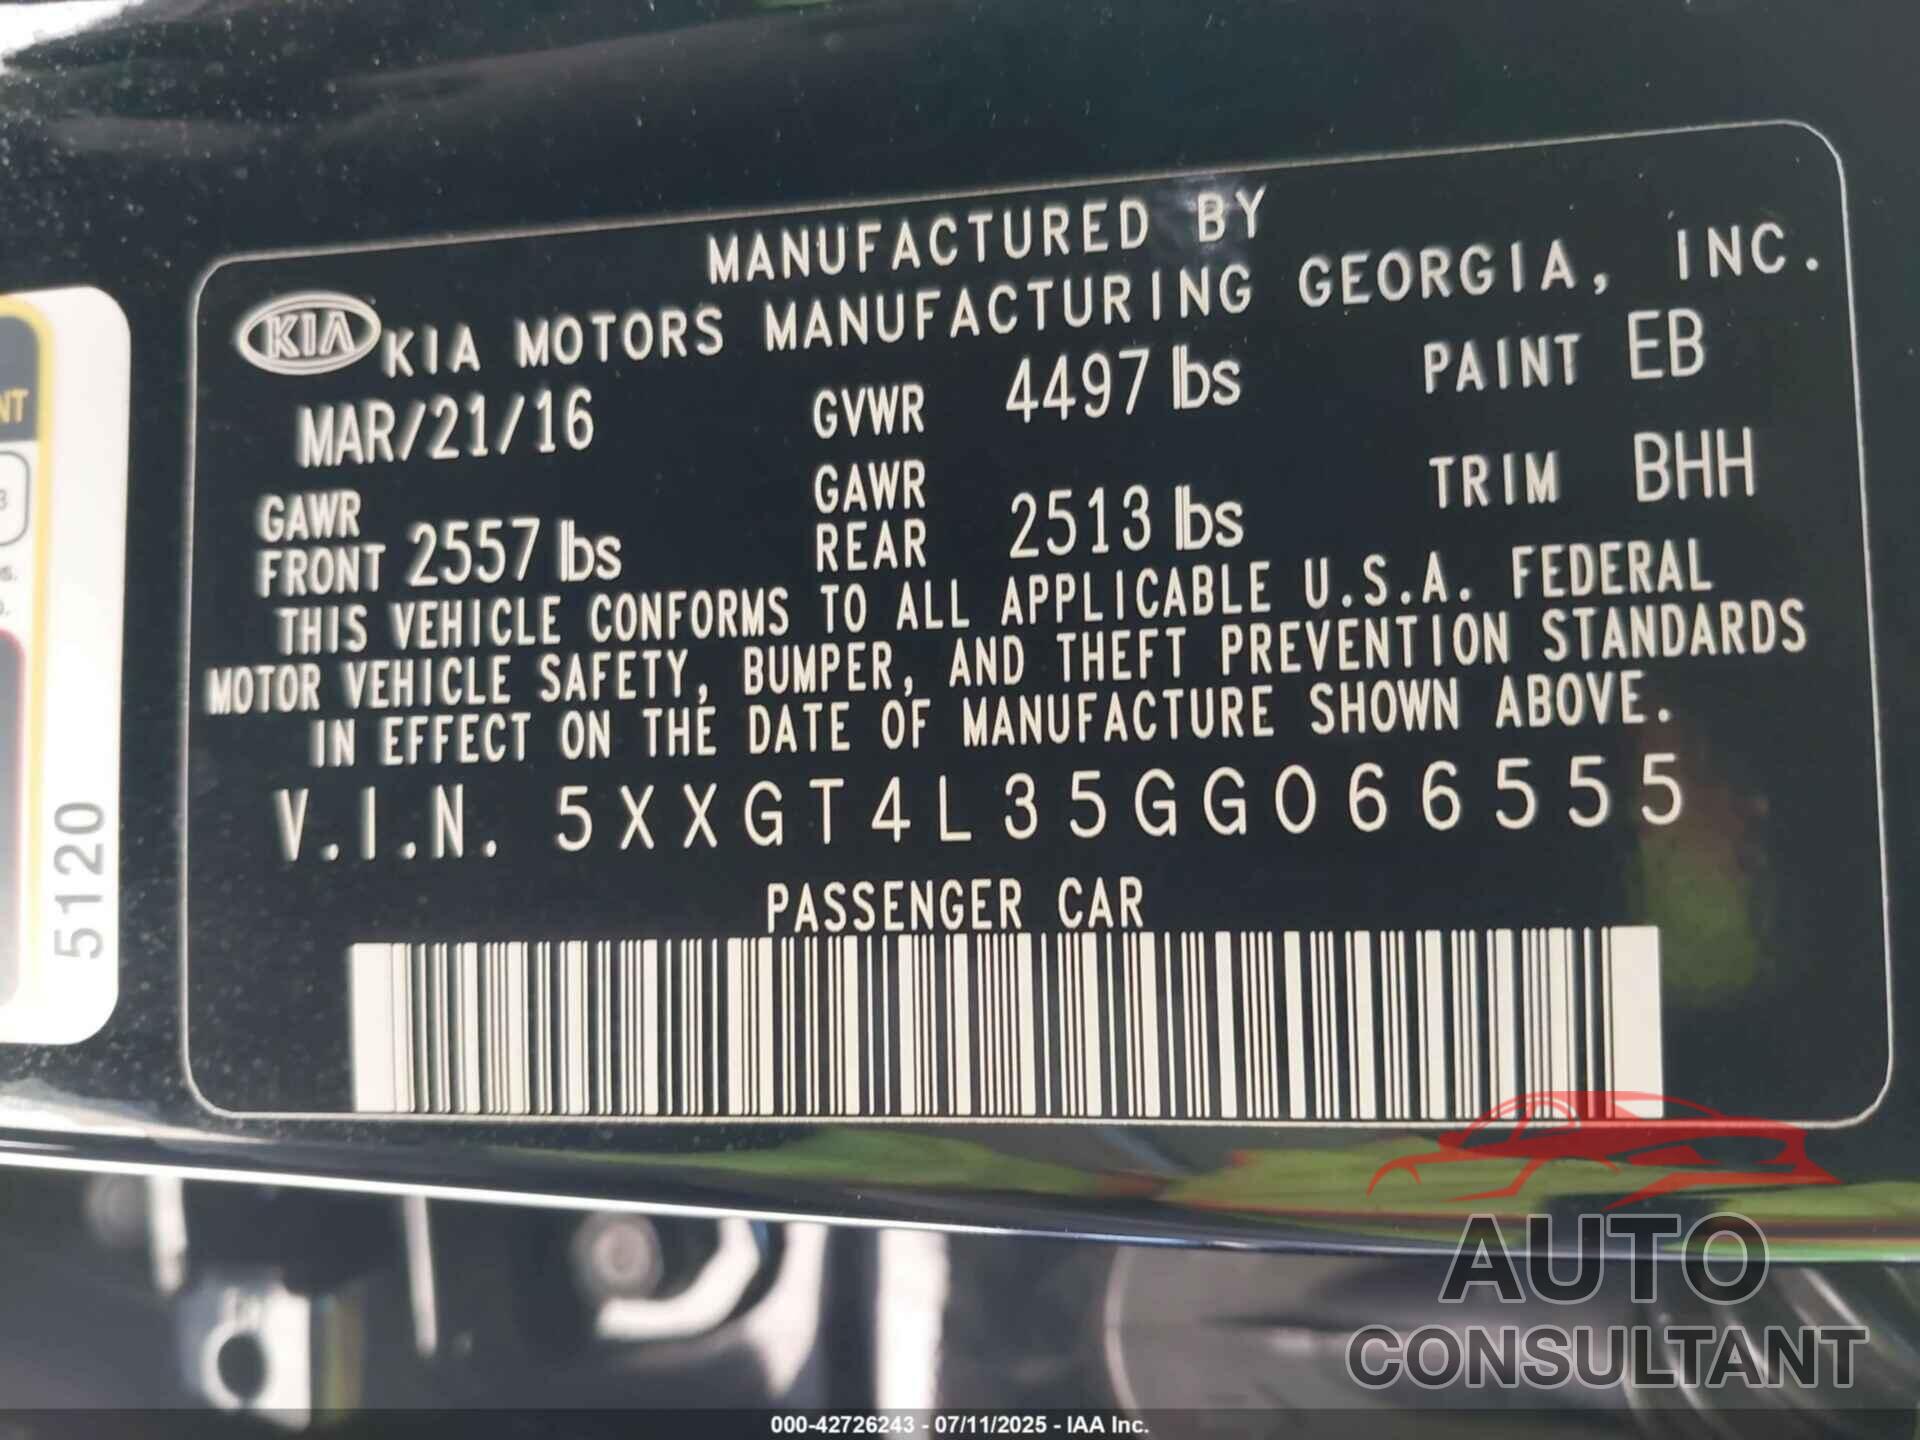 MANUFACTURED BY
KIA KIA MOTORS MANUFACTURING GEORGIA, INC.
MAR/21/16 GVWR 4497 lbs PAINT EB
GAWR FRONT 2557 lbs GAWR REAR 2513 lbs TRIM BHH
THIS VEHICLE CONFORMS TO ALL APPLICABLE U.S.A. FEDERAL
MOTOR VEHICLE SAFETY, BUMPER, AND THEFT PREVENTION STANDARDS
IN EFFECT ON THE DATE OF MANUFACTURE SHOWN ABOVE.
V.I.N. 5XXGT4L35GG066555
PASSENGER CAR
5120
AUTO
CONSULTANT
000-42726243 - 07/11/2025 - IAA Inc.